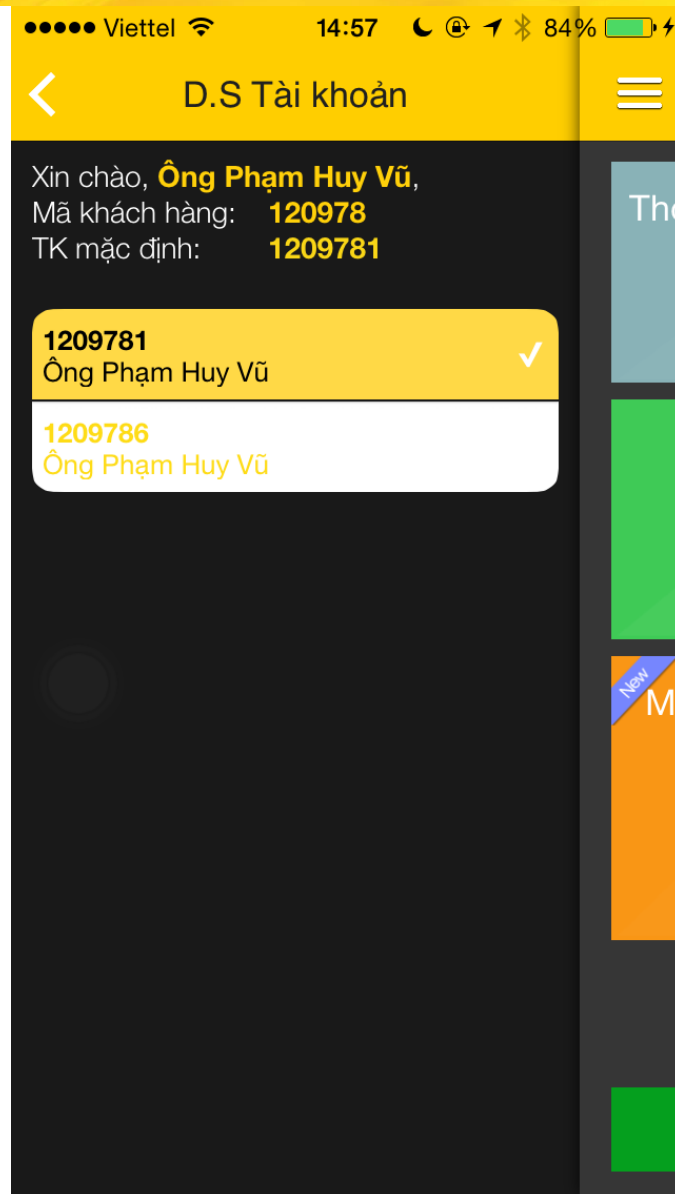 Viettel 14:57 84%
D.S Tài khoản
Xin chào, Ông Phạm Huy Vũ,
Mã khách hàng: 120978
TK mặc định: 1209781
1209781
Ông Phạm Huy Vũ
1209786
Ông Phạm Huy Vũ
New
M